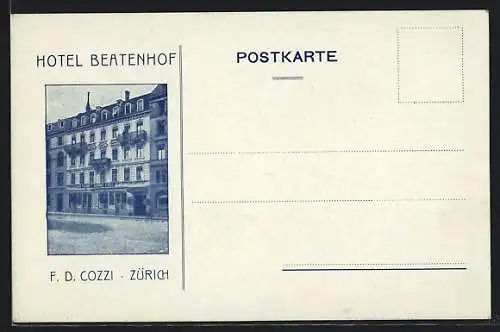 HOTEL BEATENHOF
POSTKARTE
F. D. COZZI - ZÜRICH